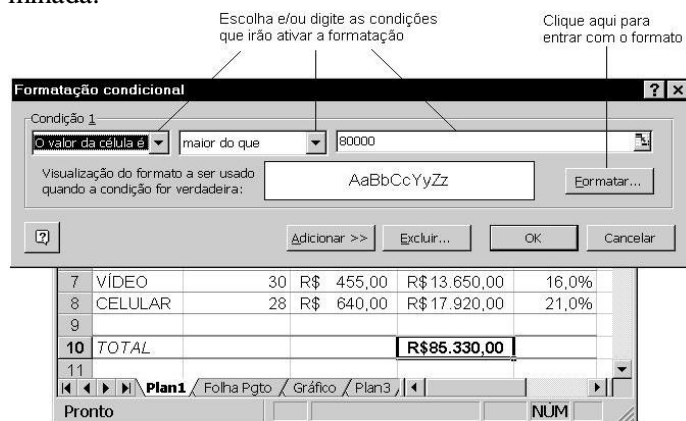 Escolha e/ou digite as condições
que irão ativar a formatação
Clique aqui para
entrar com o formato
Formatação condicional
Condição 1
O valor da célula é
maior do que
80000
Visualização do formato a ser usado
quando a condição for verdadeira:
AaBbCcYyZz
Formatar...
Adicionar >>
Excluir...
OK
Cancelar
7 VÍDEO 30 R$ 455,00 R$13.650,00 16,0%
8 CELULAR 28 R$ 640,00 R$17.920,00 21,0%
9
10 TOTAL R$85.330,00
11
Plan1 / Folha Pgto / Gráfico / Plan3 /
Pronto NÚM